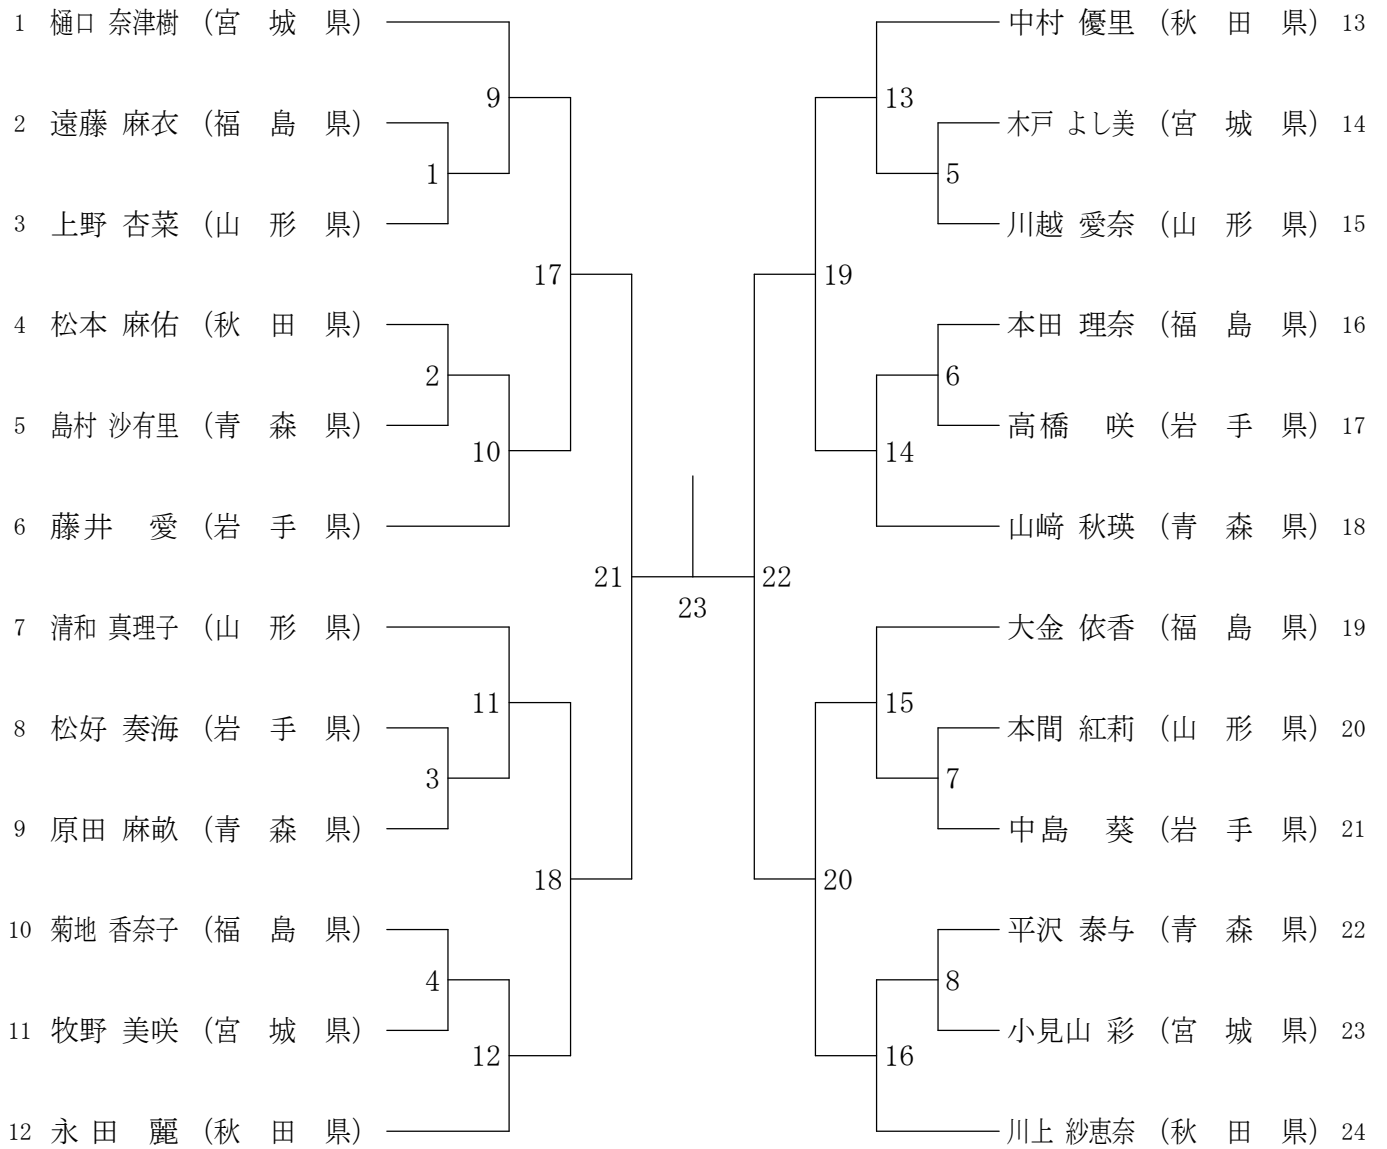 1 樋口 奈津樹 (宮 城 県)
2 遠藤 麻衣 (福 島 県)
3 上野 杏菜 (山 形 県)
4 松本 麻佑 (秋 田 県)
5 島村 沙有里 (青 森 県)
6 藤井 愛 (岩 手 県)
7 清和 真理子 (山 形 県)
8 松好 奏海 (岩 手 県)
9 原田 麻畝 (青 森 県)
10 菊地 香奈子 (福 島 県)
11 牧野 美咲 (宮 城 県)
12 永田 麗 (秋 田 県)
1
2
3
4
9
10
11
12
17
18
21
23
22
19
20
13
14
15
16
5
6
7
8
中村 優里 (秋 田 県) 13
木戸 よし美 (宮 城 県) 14
川越 愛奈 (山 形 県) 15
本田 理奈 (福 島 県) 16
高橋 咲 (岩 手 県) 17
山﨑 秋瑛 (青 森 県) 18
大金 依香 (福 島 県) 19
本間 紅莉 (山 形 県) 20
中島 葵 (岩 手 県) 21
平沢 泰与 (青 森 県) 22
小見山 彩 (宮 城 県) 23
川上 紗恵奈 (秋 田 県) 24